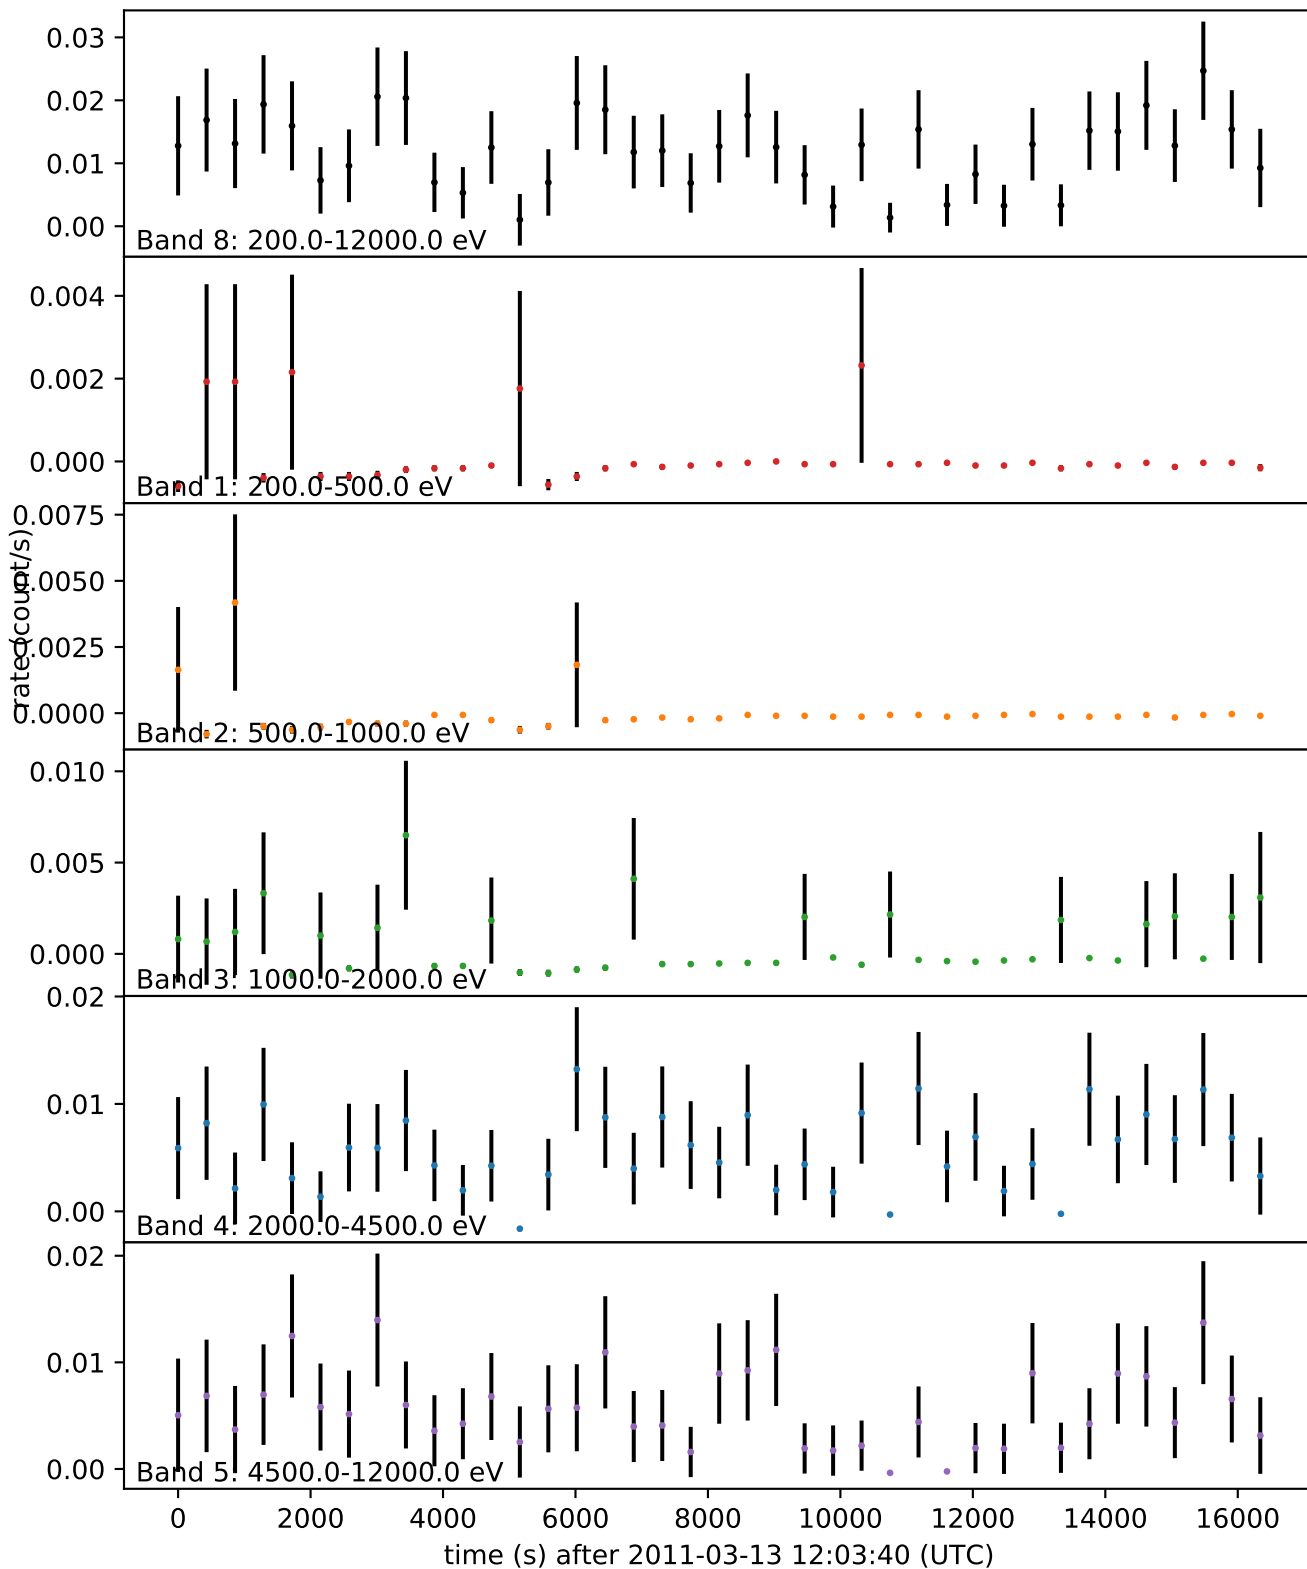 0.03
0.02
0.01
0.00
Band 8: 200.0-12000.0 eV
0.004
0.002
0.000
Band 1: 200.0-500.0 eV
rate (count/s)
0.0075
0.0050
0.0025
0.0000
Band 2: 500.0-1000.0 eV
0.010
0.005
0.000
Band 3: 1000.0-2000.0 eV
0.02
0.01
0.00
Band 4: 2000.0-4500.0 eV
0.02
0.01
0.00
Band 5: 4500.0-12000.0 eV
0 2000 4000 6000 8000 10000 12000 14000 16000
time (s) after 2011-03-13 12:03:40 (UTC)